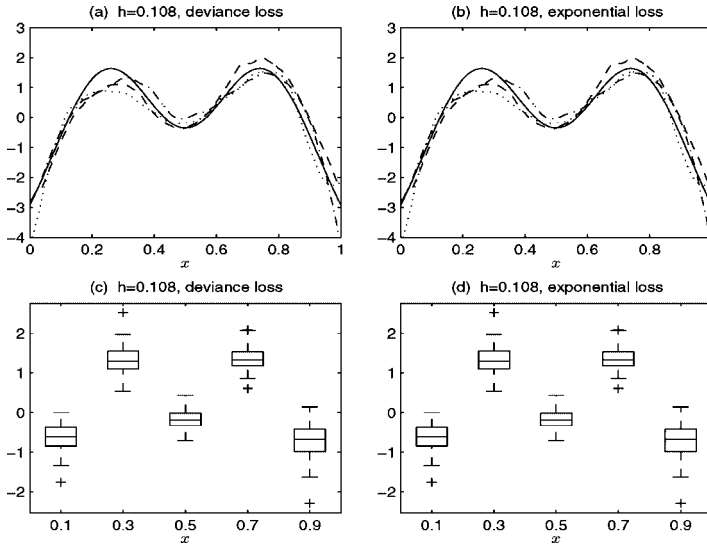 (a) h=0.108, deviance loss
3
2
1
0
−1
−2
−3
−4
0 0.2 0.4 0.6 0.8 1
x
(b) h=0.108, exponential loss
3
2
1
0
−1
−2
−3
−4
0 0.2 0.4 0.6 0.8 1
x
(c) h=0.108, deviance loss
2
1
0
−1
−2
0.1 0.3 0.5 0.7 0.9
x
(d) h=0.108, exponential loss
2
1
0
−1
−2
0.1 0.3 0.5 0.7 0.9
x